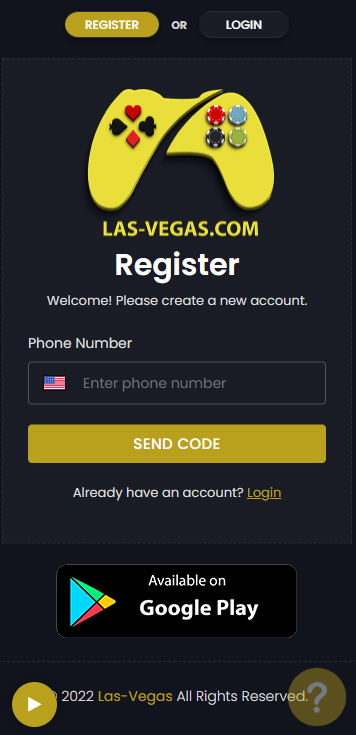 REGISTER OR LOGIN
LAS-VEGAS.COM
Register
Welcome! Please create a new account.
Phone Number
Enter phone number
SEND CODE
Already have an account? Login
Available on
Google Play
© 2022 Las-Vegas All Rights Reserved.
?